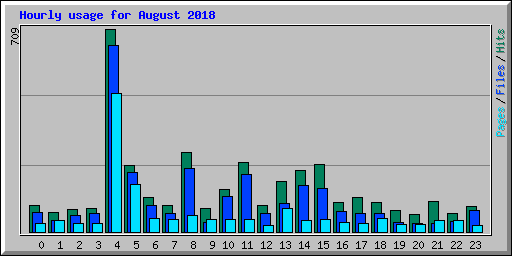 Hourly usage for August 2018
709
Pages/Files/Hits
0 1 2 3 4 5 6 7 8 9 10 11 12 13 14 15 16 17 18 19 20 21 22 23